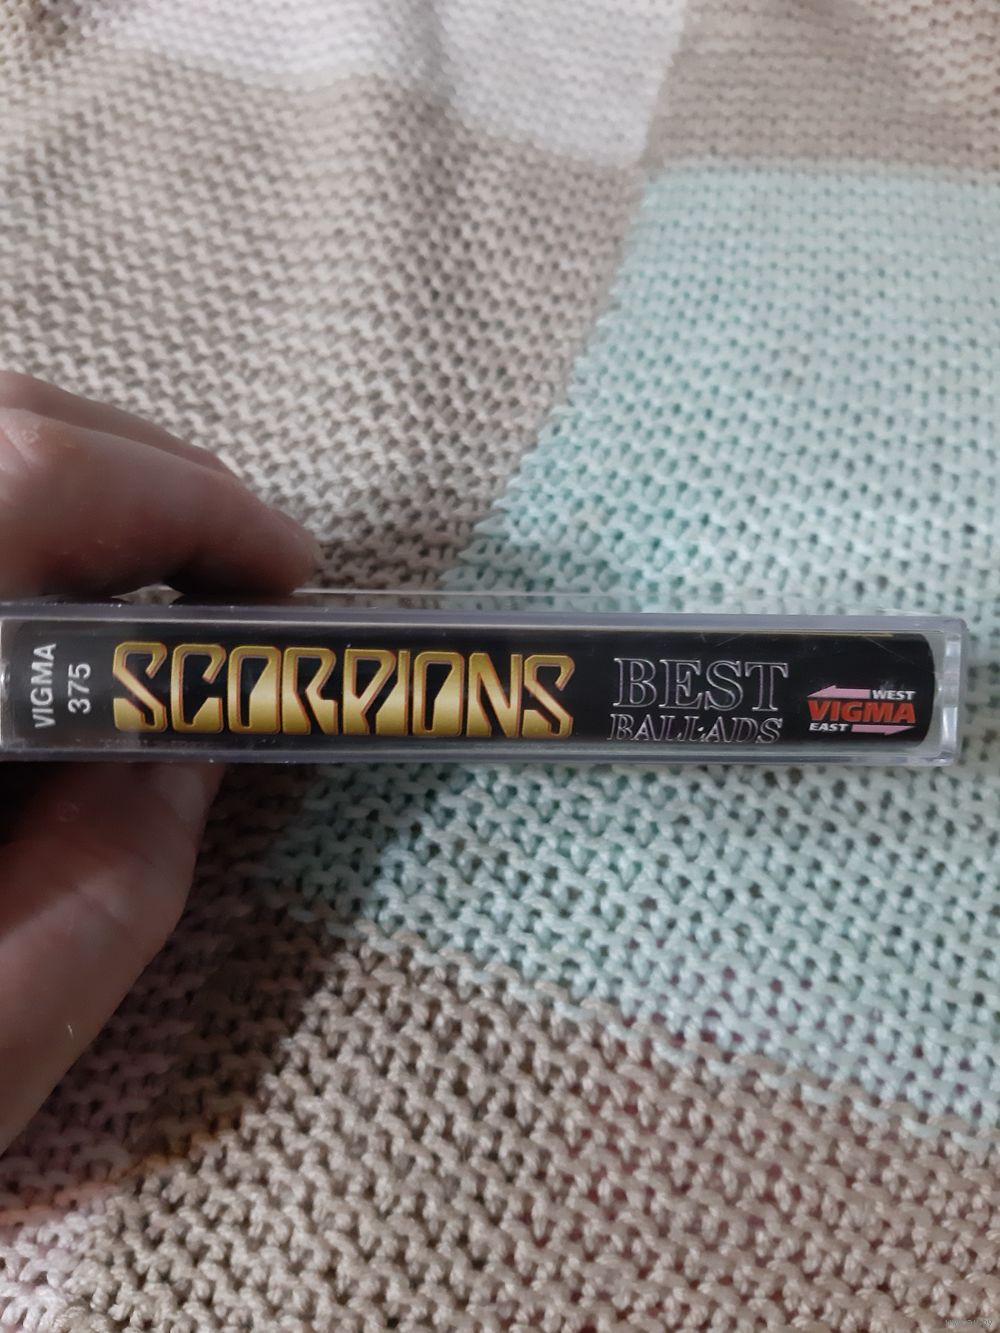 VIGMA
375
SCORPIONS
BEST
BALLADS
WEST
VIGMA
EAST